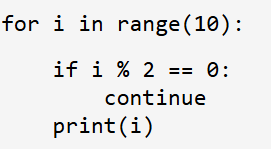 for i in range(10):
    if i % 2 == 0:
        continue
    print(i)